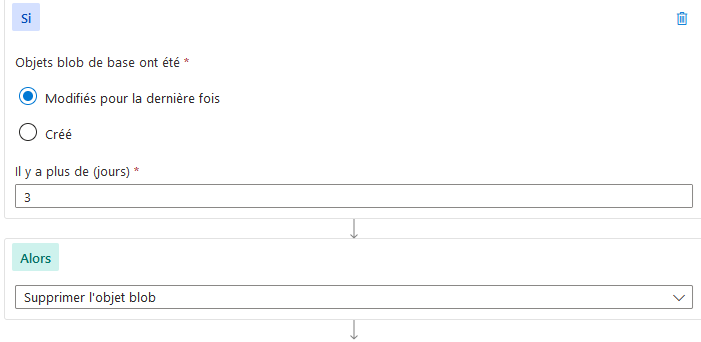 Si
Objets blob de base ont été *
Modifiés pour la dernière fois
Créé
Il y a plus de (jours) *
3
Alors
Supprimer l'objet blob